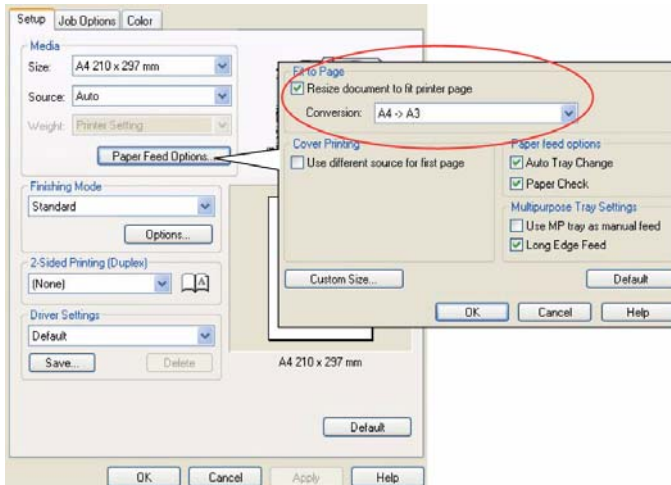 Setup
Job Options
Color
Media
Size:
A4 210 x 297 mm
Source:
Auto
Weight:
Printer Setting
Paper Feed Options...
Finishing Mode
Standard
Options...
2-Sided Printing (Duplex)
(None)
A
Driver Settings
Default
Save...
Delete
A4 210 x 297 mm
Default
OK
Cancel
Apply
Help
Fit to Page
Resize document to fit printer page
Conversion:
A4 -> A3
Cover Printing
Use different source for first page
Paper feed options
Auto Tray Change
Paper Check
Multipurpose Tray Settings
Use MP tray as manual feed
Long Edge Feed
Custom Size...
Default
OK
Cancel
Help